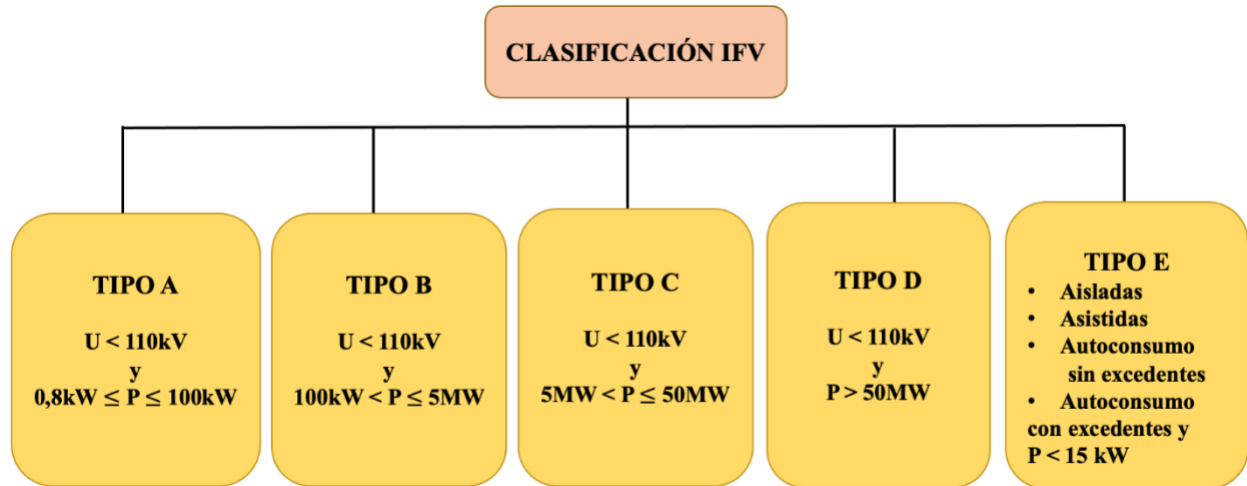 CLASIFICACIÓN IFV
TIPO A
U < 110kV
y
0,8kW ≤ P ≤ 100kW
TIPO B
U < 110kV
y
100kW < P ≤ 5MW
TIPO C
U < 110kV
y
5MW < P ≤ 50MW
TIPO D
U < 110kV
y
P > 50MW
TIPO E
• Aisladas
• Asistidas
• Autoconsumo
sin excedentes
• Autoconsumo
con excedentes y
P < 15 kW